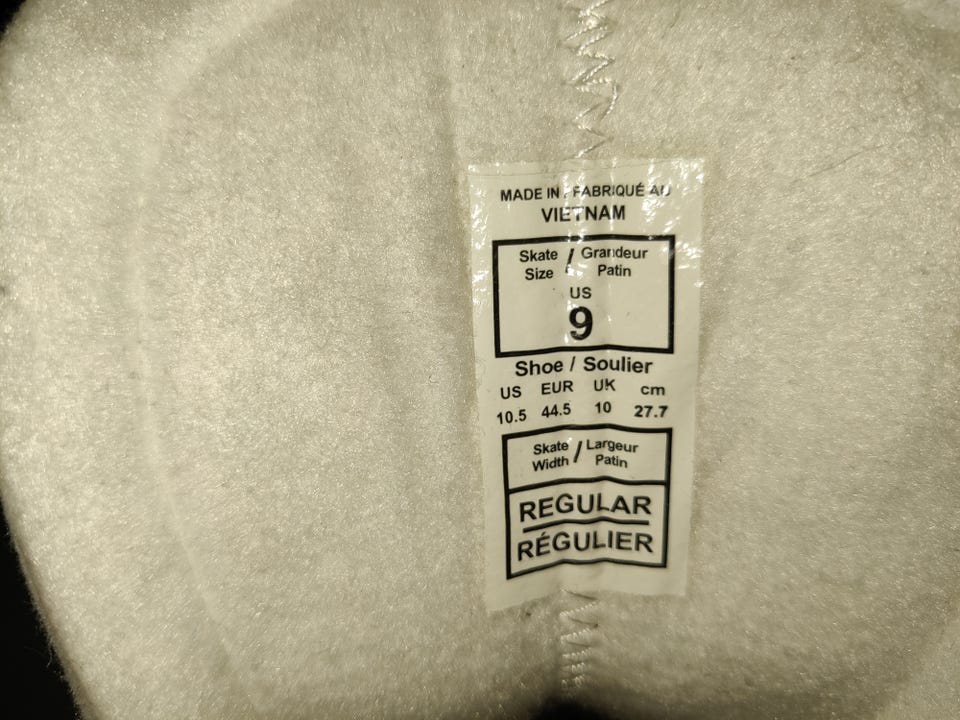 MADE IN / FABRIQUÉ AU
VIETNAM
Skate Size / Grandeur Patin
US
9
Shoe / Soulier
US EUR UK cm
10.5 44.5 10 27.7
Skate Width / Largeur Patin
REGULAR
RÉGULIER